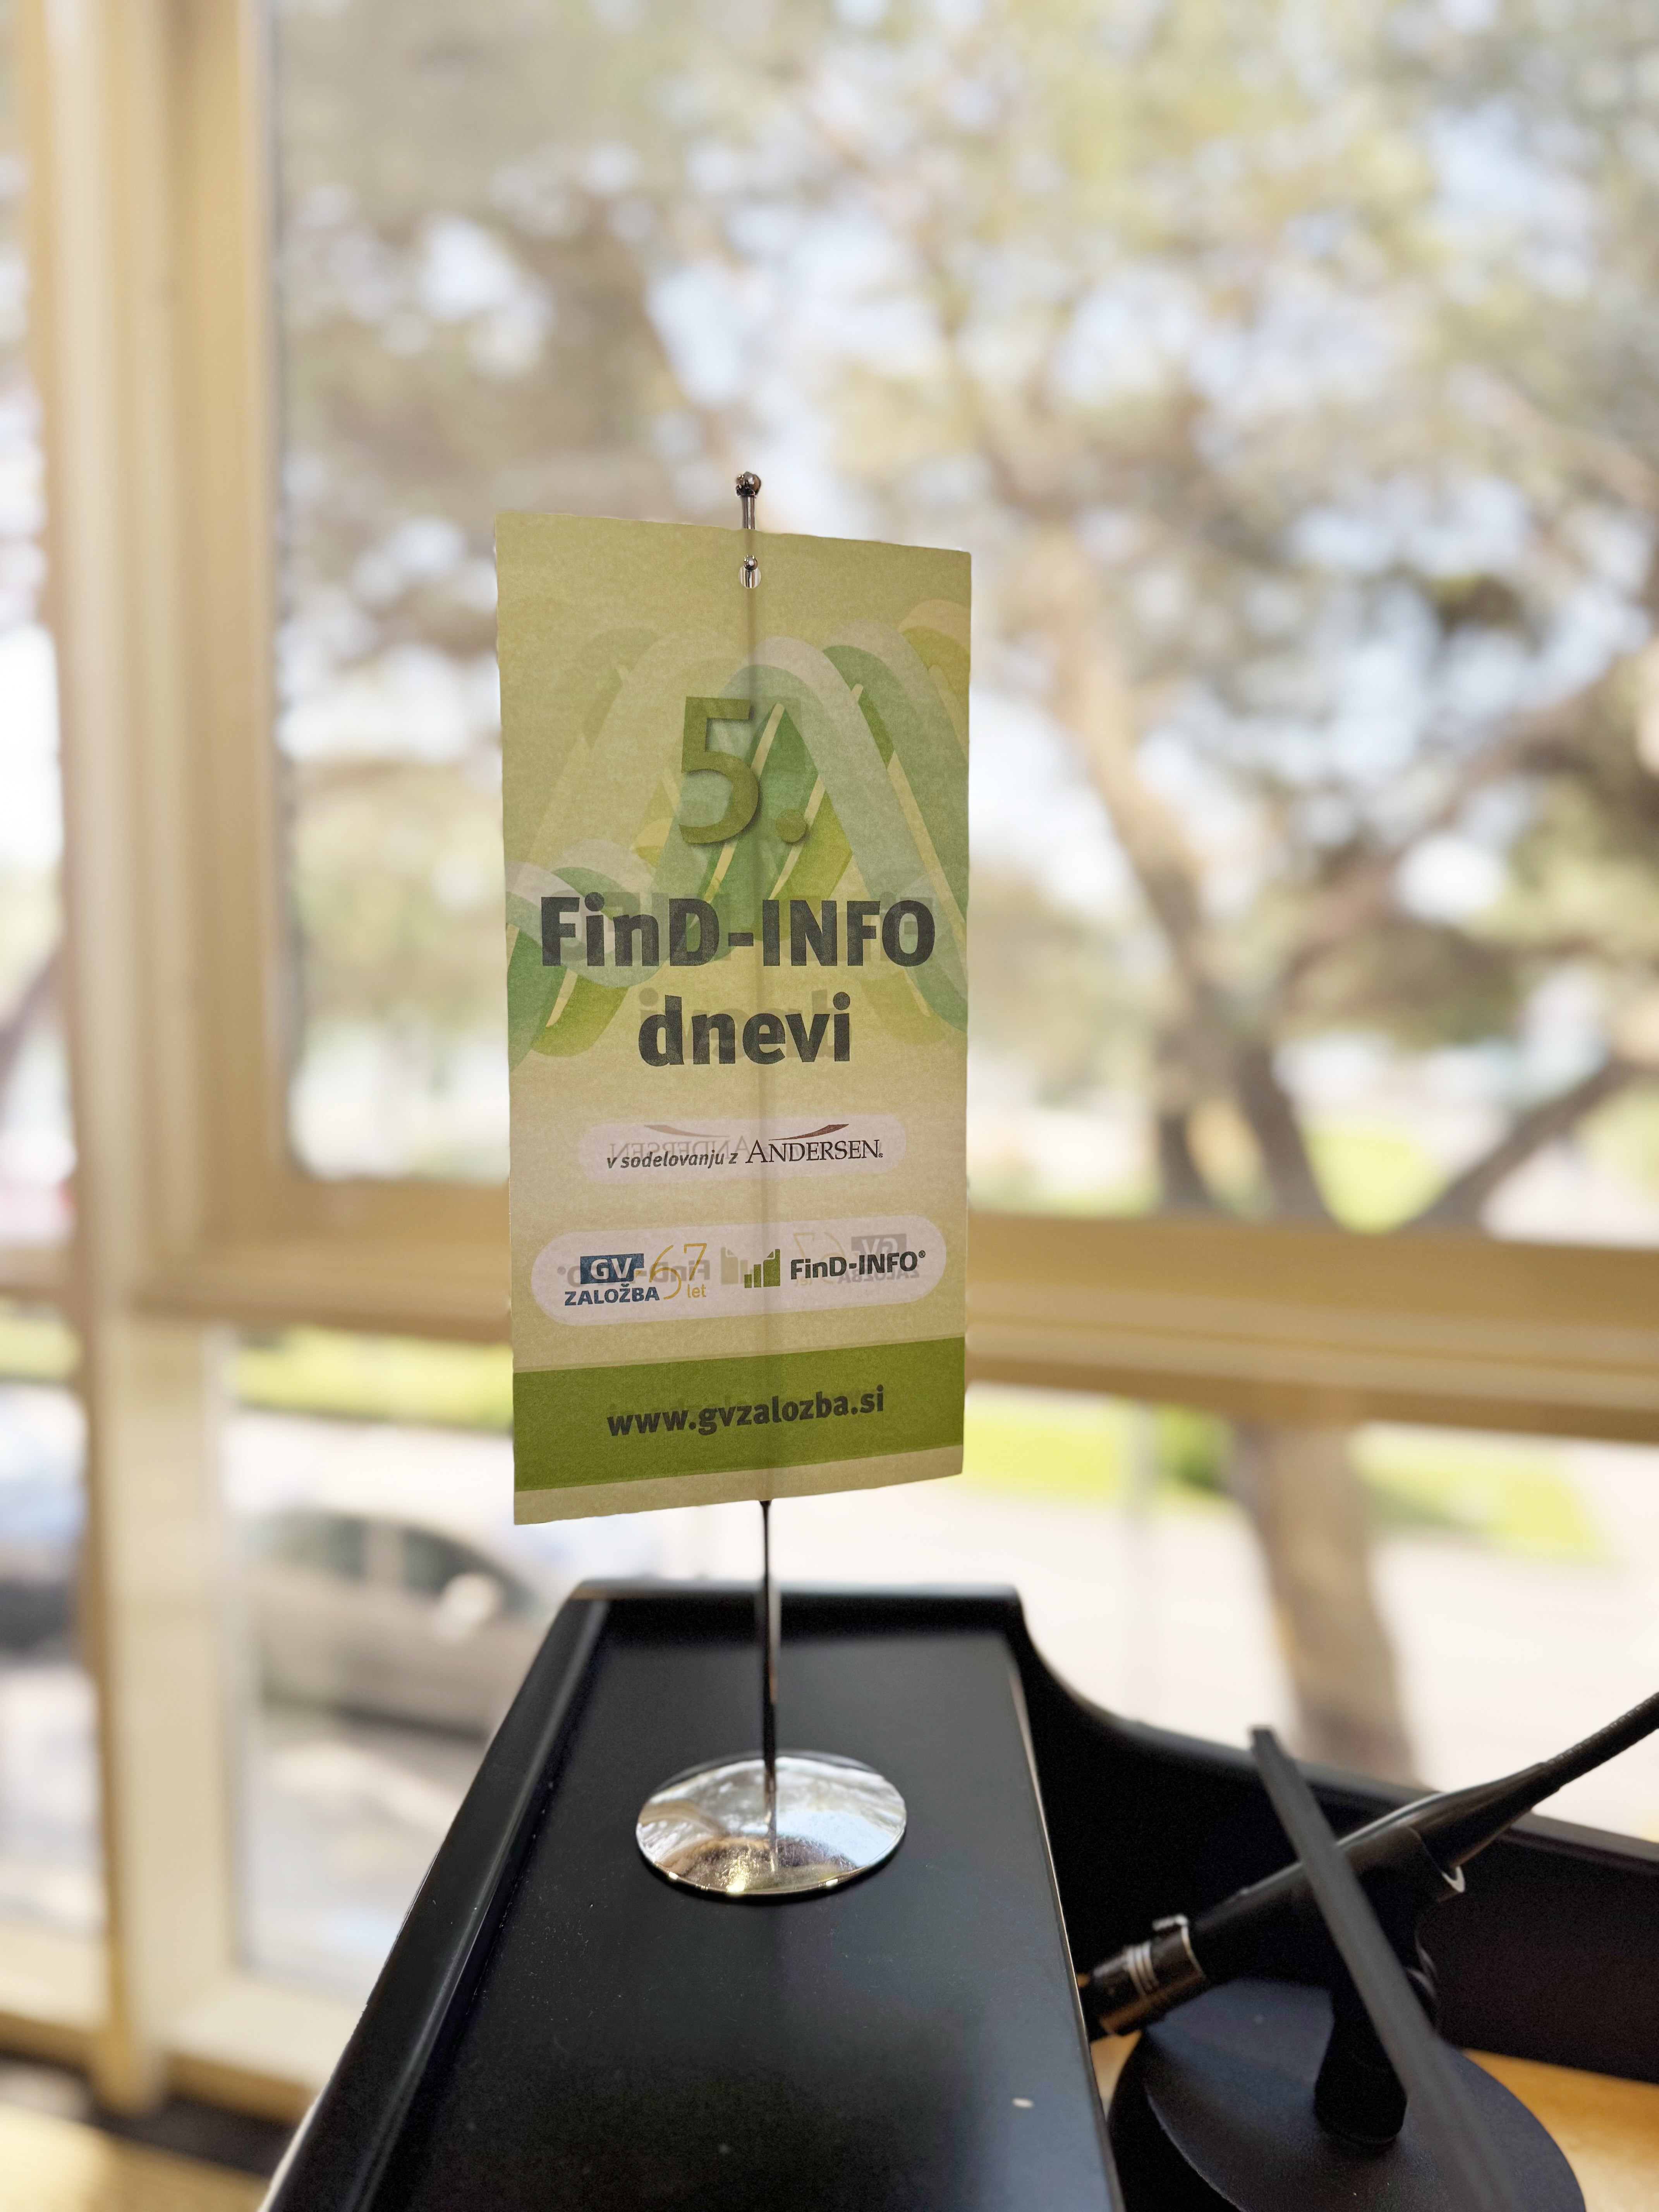 5.
FinD-INFO
dnevi
v sodelovanju z ANDERSEN®
GV ZALOŽBA 67 let
FinD-INFO®
www.gvzalozba.si